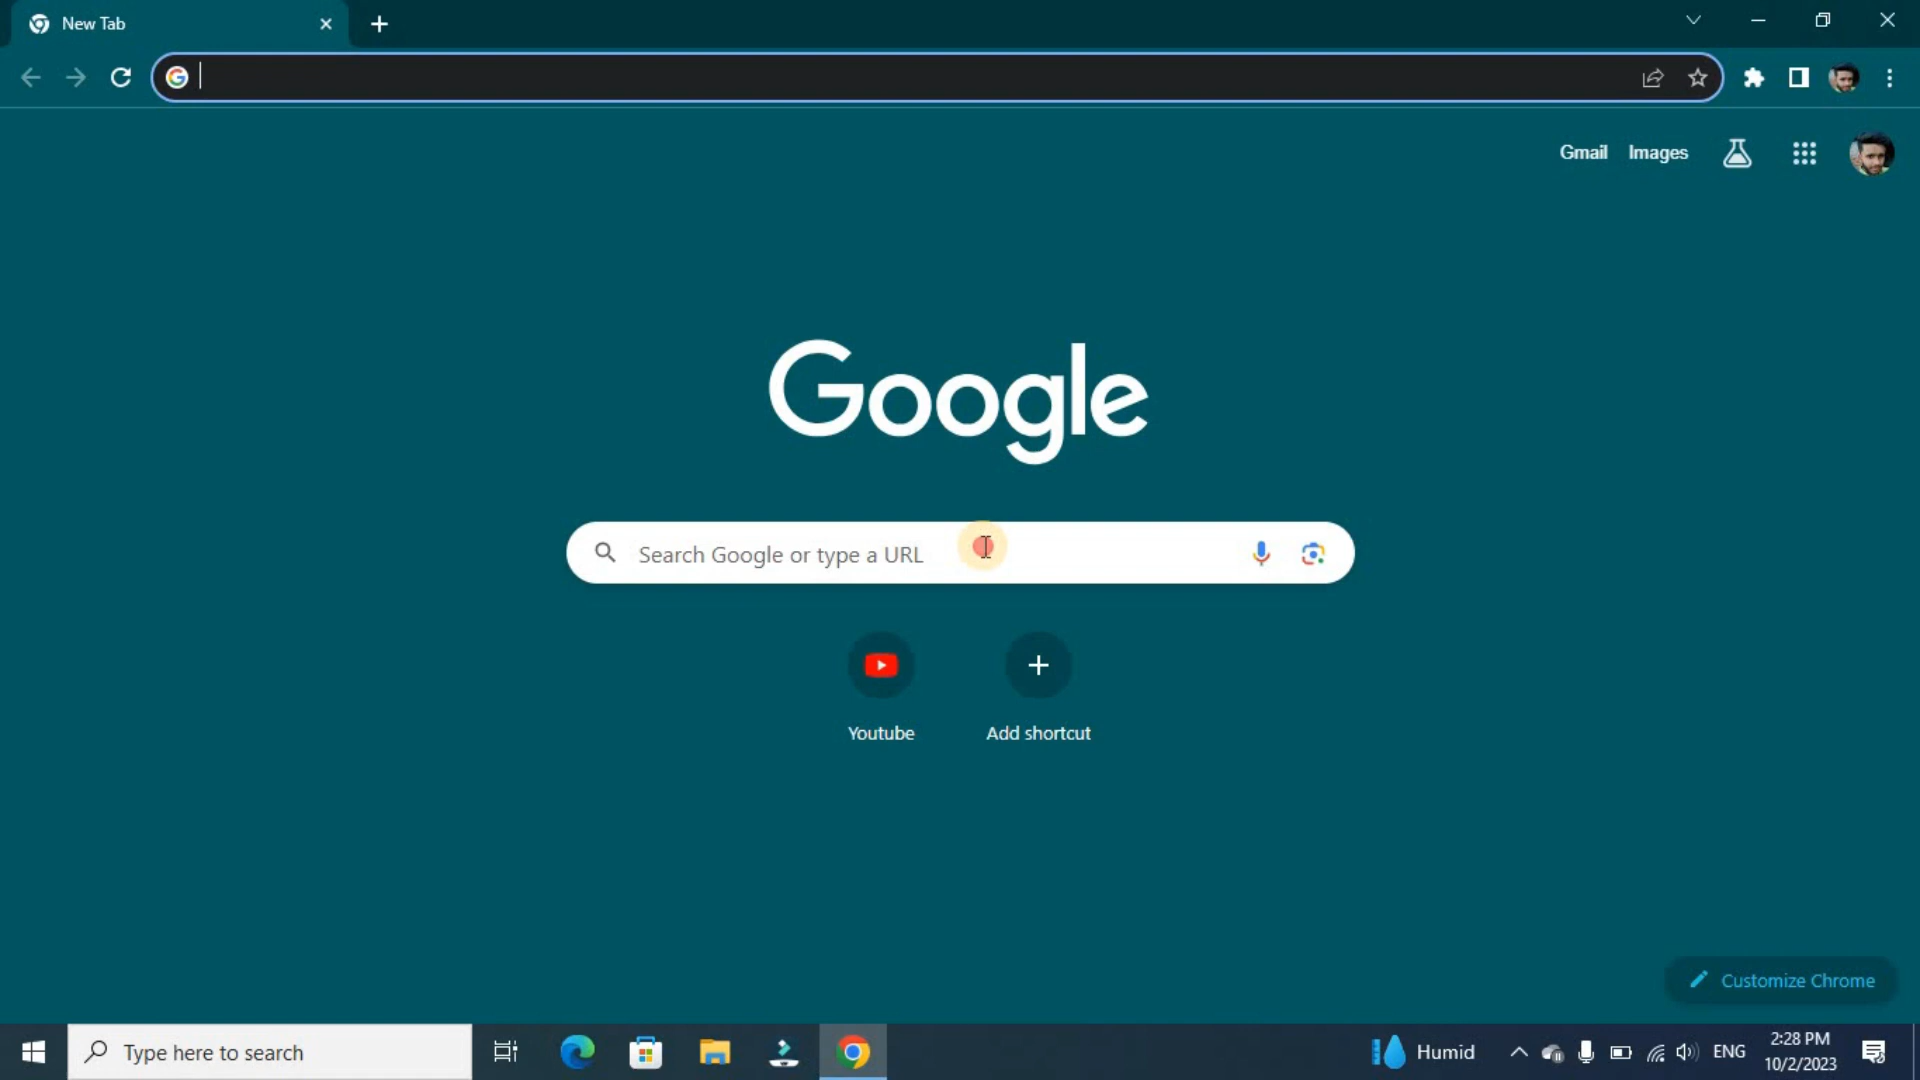 New Tab
Gmail Images
Google
Search Google or type a URL
Youtube Add shortcut
Customize Chrome
Type here to search
Humid ENG 2:28 PM
10/2/2023